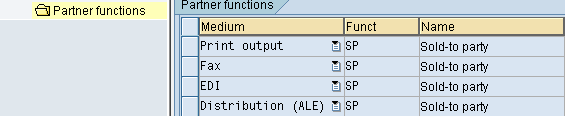 Partner functions
Partner functions
Medium Funct Name
Print output SP Sold-to party
Fax SP Sold-to party
EDI SP Sold-to party
Distribution (ALE) SP Sold-to party